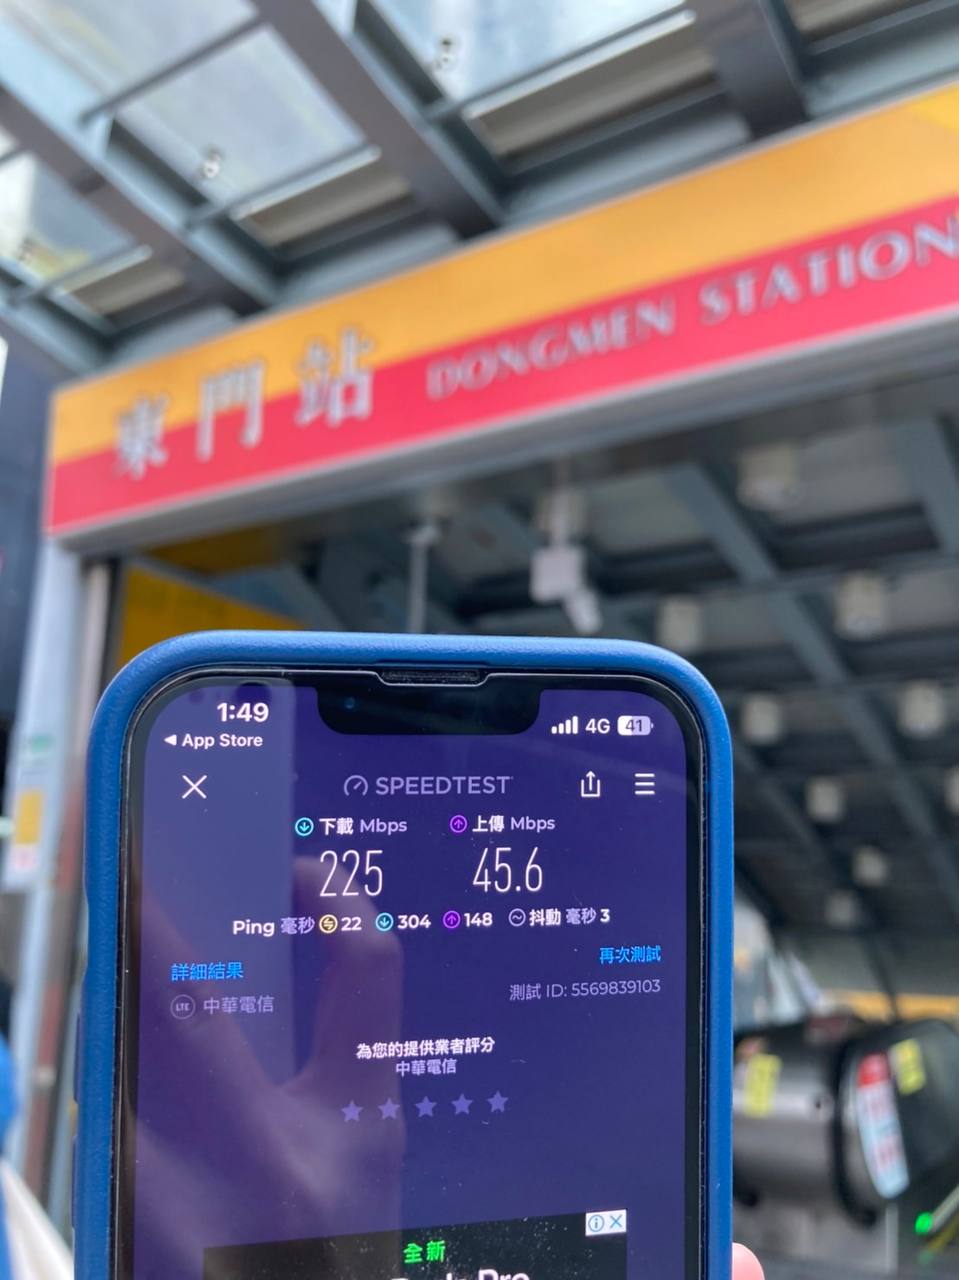 東門站 DONGMEN STATION
1:49
4G 41
◀ App Store
SPEEDTEST
下載 Mbps 上傳 Mbps
225 45.6
Ping 毫秒 22 304 148 抖動 毫秒 3
再次測試
詳細結果
測試 ID: 5569839103
LTE 中華電信
為您的提供業者評分
中華電信
全新
Pro